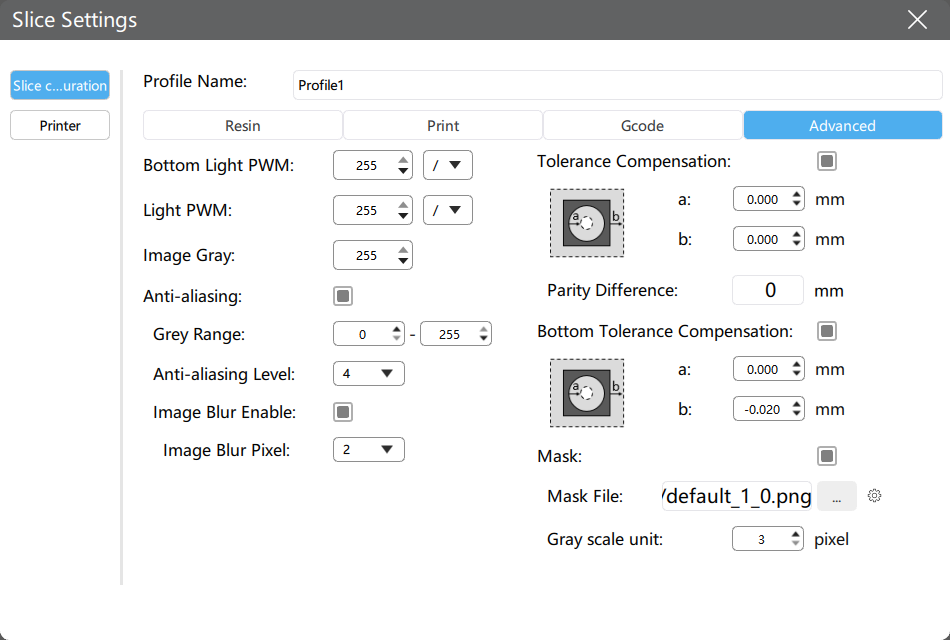 Slice Settings
Slice c...uration
Printer
Profile Name: Profile1
Resin Print Gcode Advanced
Bottom Light PWM: 255 /
Light PWM: 255 /
Image Gray: 255
Anti-aliasing:
Grey Range: 0 - 255
Anti-aliasing Level: 4
Image Blur Enable:
Image Blur Pixel: 2
Tolerance Compensation:
a b
a: 0.000 mm
b: 0.000 mm
Parity Difference: 0 mm
Bottom Tolerance Compensation:
a b
a: 0.000 mm
b: -0.020 mm
Mask:
Mask File: /default_1_0.png ...
Gray scale unit: 3 pixel